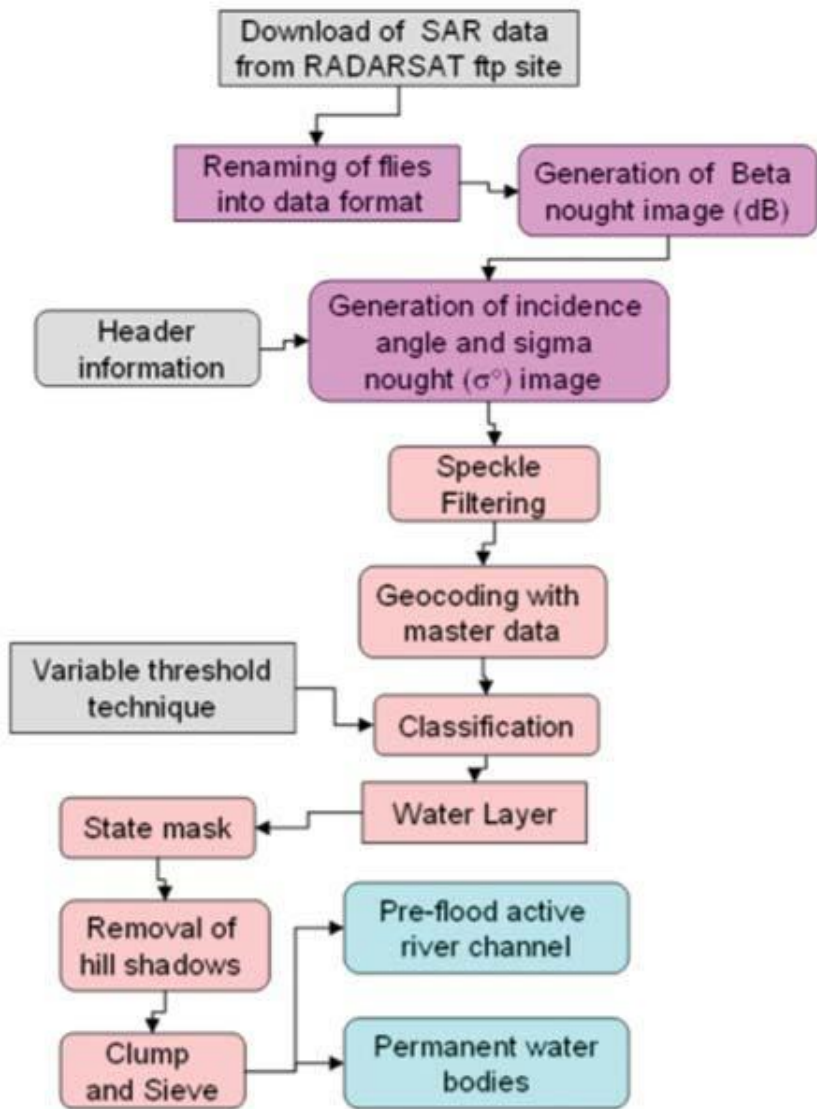 Download of SAR data
from RADARSAT ftp site
Renaming of flies
into data format
Generation of Beta
nought image (dB)
Generation of incidence
angle and sigma
nought (σ°) image
Header
information
Speckle
Filtering
Geocoding with
master data
Variable threshold
technique
Classification
Water Layer
State mask
Removal of
hill shadows
Clump
and Sieve
Pre-flood active
river channel
Permanent water
bodies